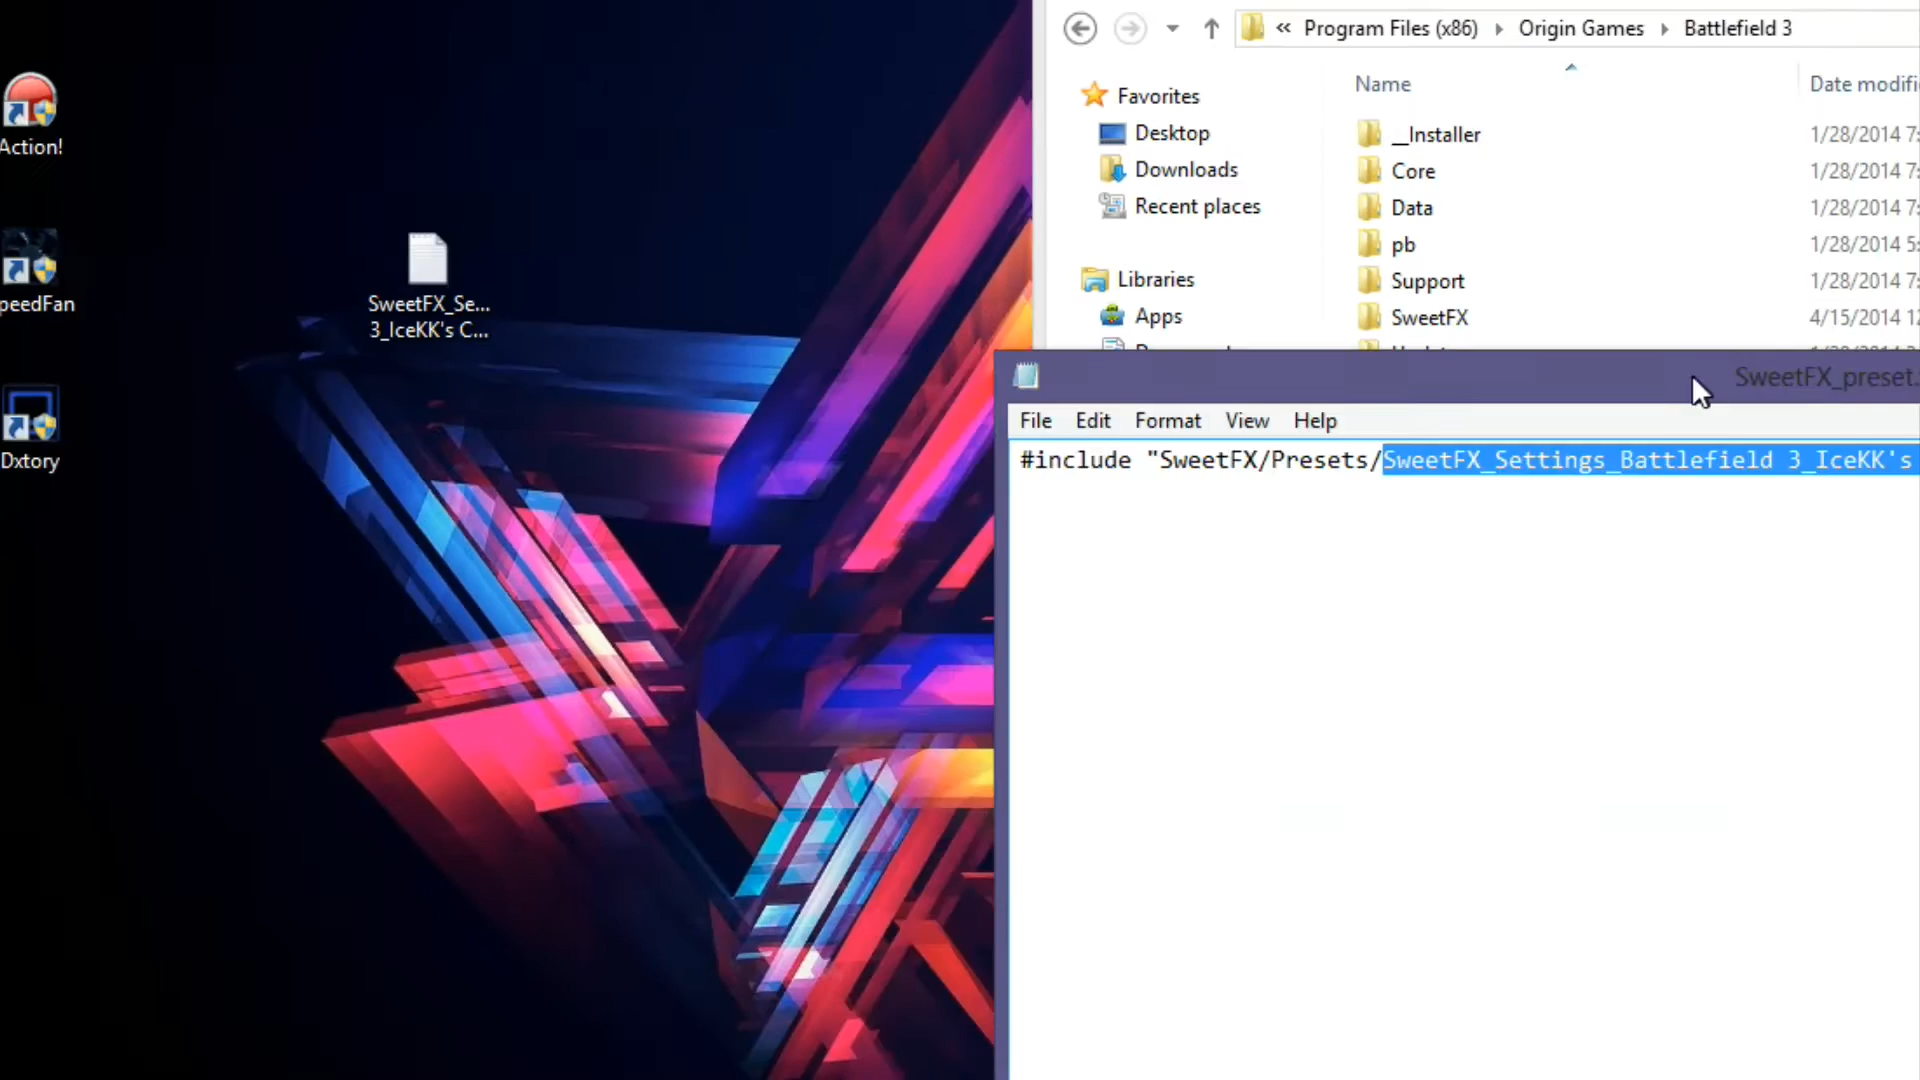 Action!
peedFan
Dxtory
SweetFX_Se...
3_IceKK's C...
« Program Files (x86) Origin Games Battlefield 3
Name Date modifi
Favorites
Desktop
Downloads
Recent places
Libraries
Apps
__Installer 1/28/2014 7:
Core 1/28/2014 7:
Data 1/28/2014 7:
pb 1/28/2014 5:
Support 1/28/2014 7:
SweetFX 4/15/2014 12
SweetFX_preset.
File Edit Format View Help
#include "SweetFX/Presets/SweetFX_Settings_Battlefield 3_IceKK's